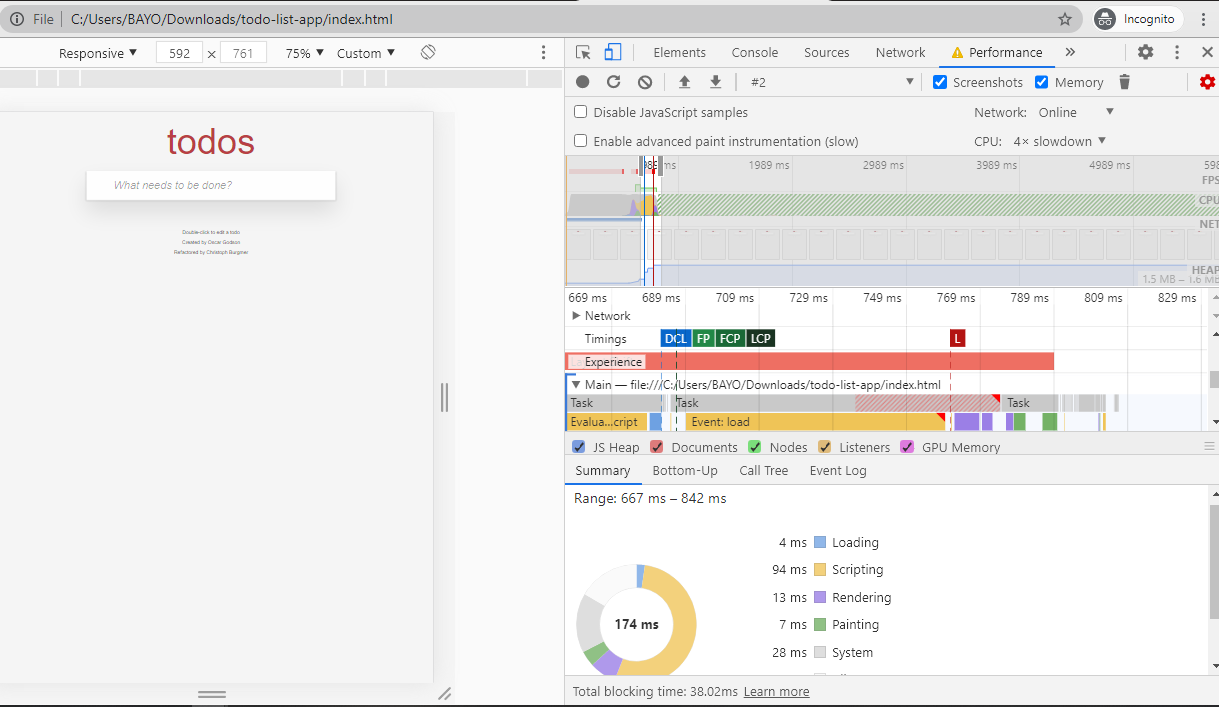 File C:/Users/BAYO/Downloads/todo-list-app/index.html Incognito
Responsive 592 x 761 75% Custom
Elements Console Sources Network Performance
#2 Screenshots Memory
Disable JavaScript samples Network: Online
Enable advanced paint instrumentation (slow) CPU: 4× slowdown
1989 ms 2989 ms 3989 ms 4989 ms
FPS
CPU
NET
HEAP
1.5 MB – 1.6 MB
669 ms 689 ms 709 ms 729 ms 749 ms 769 ms 789 ms 809 ms 829 ms
Network
Timings DCL FP FCP LCP L
Experience
Main — file:///C:/Users/BAYO/Downloads/todo-list-app/index.html
Task Task Task
Evalua...cript Event: load
JS Heap Documents Nodes Listeners GPU Memory
Summary Bottom-Up Call Tree Event Log
Range: 667 ms – 842 ms
4 ms Loading
94 ms Scripting
13 ms Rendering
7 ms Painting
28 ms System
174 ms
Total blocking time: 38.02ms Learn more
todos
What needs to be done?
Double-click to edit a todo
Created by Oscar Godson
Refactored by Christoph Burgmer